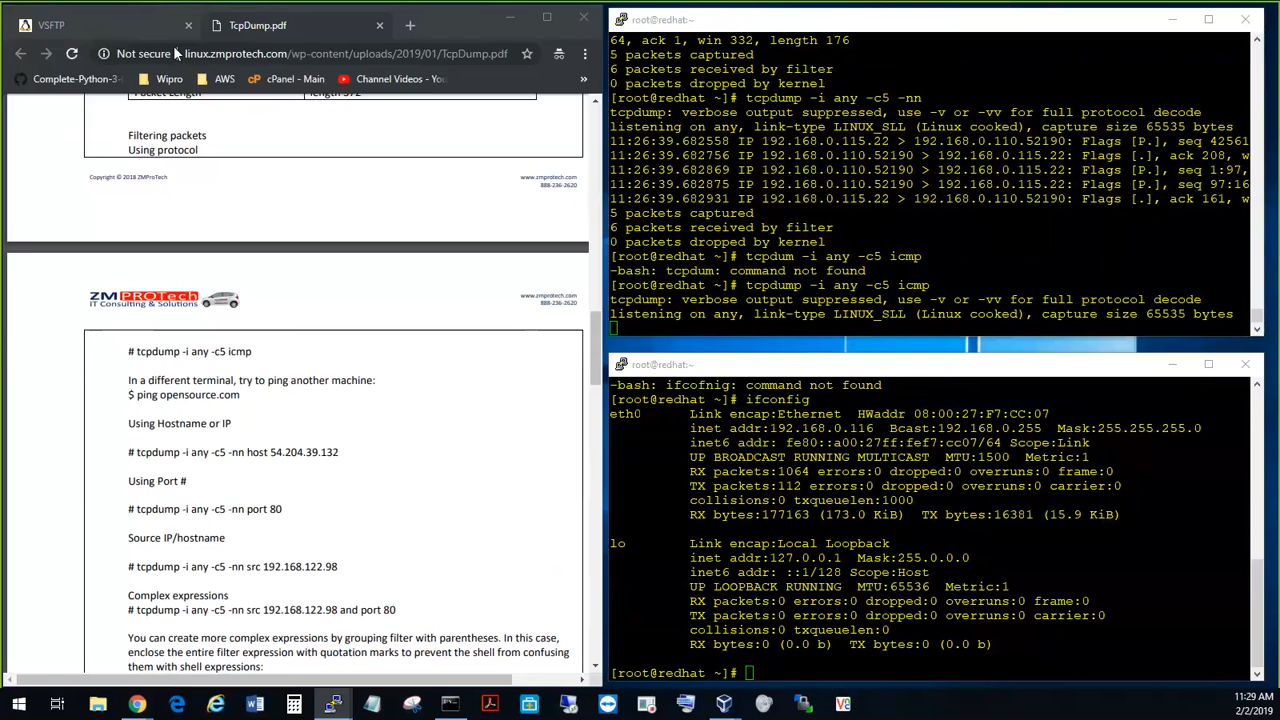 VSFTP
TcpDump.pdf
Not secure
linux.zmprotech.com/wp-content/uploads/2019/01/TcpDump.pdf
Complete-Python-3-
Wipro
AWS
cPanel - Main
Channel Videos - You
Packet Length
length 372
Filtering packets
Using protocol
Copyright © 2018 ZMProTech
www.zmprotech.com
888-236-2620
ZMPROTech
IT Consulting & Solutions
www.zmprotech.com
888-236-2620
# tcpdump -i any -c5 icmp
In a different terminal, try to ping another machine:
$ ping opensource.com
Using Hostname or IP
# tcpdump -i any -c5 -nn host 54.204.39.132
Using Port #
# tcpdump -i any -c5 -nn port 80
Source IP/hostname
# tcpdump -i any -c5 -nn src 192.168.122.98
Complex expressions
# tcpdump -i any -c5 -nn src 192.168.122.98 and port 80
You can create more complex expressions by grouping filter with parentheses. In this case,
enclose the entire filter expression with quotation marks to prevent the shell from confusing
them with shell expressions:
root@redhat:~
64, ack 1, win 332, length 176
5 packets captured
6 packets received by filter
0 packets dropped by kernel
[root@redhat ~]# tcpdump -i any -c5 -nn
tcpdump: verbose output suppressed, use -v or -vv for full protocol decode
listening on any, link-type LINUX_SLL (Linux cooked), capture size 65535 bytes
11:26:39.682558 IP 192.168.0.115.22 > 192.168.0.110.52190: Flags [P.], seq 42561
11:26:39.682756 IP 192.168.0.110.52190 > 192.168.0.115.22: Flags [.], ack 208, w
11:26:39.682869 IP 192.168.0.115.22 > 192.168.0.110.52190: Flags [P.], seq 1:97,
11:26:39.682875 IP 192.168.0.115.22 > 192.168.0.110.52190: Flags [P.], seq 97:16
11:26:39.682931 IP 192.168.0.110.52190 > 192.168.0.115.22: Flags [.], ack 161, w
5 packets captured
6 packets received by filter
0 packets dropped by kernel
[root@redhat ~]# tcpdum -i any -c5 icmp
-bash: tcpdum: command not found
[root@redhat ~]# tcpdump -i any -c5 icmp
tcpdump: verbose output suppressed, use -v or -vv for full protocol decode
listening on any, link-type LINUX_SLL (Linux cooked), capture size 65535 bytes
root@redhat:~
-bash: ifcofnig: command not found
[root@redhat ~]# ifconfig
eth0 Link encap:Ethernet HWaddr 08:00:27:F7:CC:07
inet addr:192.168.0.116 Bcast:192.168.0.255 Mask:255.255.255.0
inet6 addr: fe80::a00:27ff:fef7:cc07/64 Scope:Link
UP BROADCAST RUNNING MULTICAST MTU:1500 Metric:1
RX packets:1064 errors:0 dropped:0 overruns:0 frame:0
TX packets:112 errors:0 dropped:0 overruns:0 carrier:0
collisions:0 txqueuelen:1000
RX bytes:177163 (173.0 KiB) TX bytes:16381 (15.9 KiB)
lo Link encap:Local Loopback
inet addr:127.0.0.1 Mask:255.0.0.0
inet6 addr: ::1/128 Scope:Host
UP LOOPBACK RUNNING MTU:65536 Metric:1
RX packets:0 errors:0 dropped:0 overruns:0 frame:0
TX packets:0 errors:0 dropped:0 overruns:0 carrier:0
collisions:0 txqueuelen:0
RX bytes:0 (0.0 b) TX bytes:0 (0.0 b)
[root@redhat ~]#
11:29 AM
2/2/2019